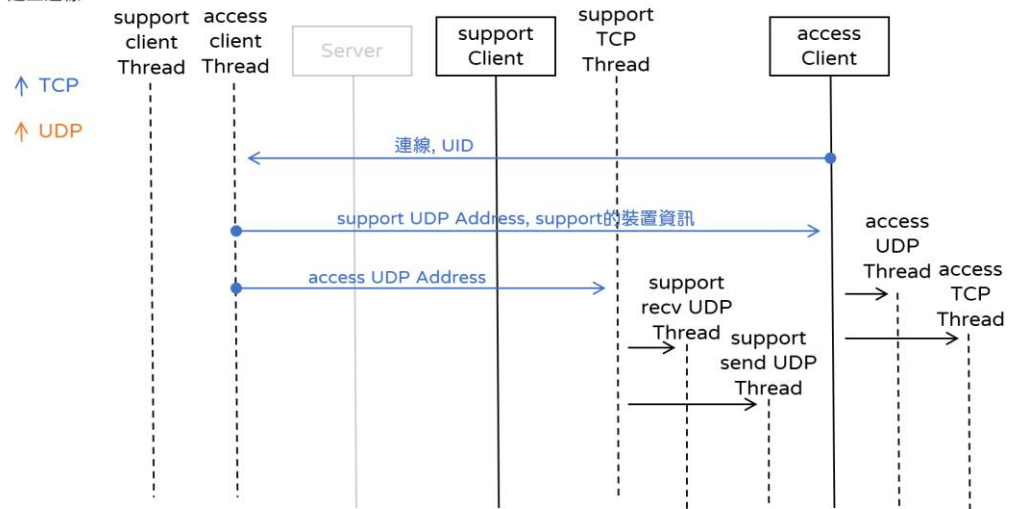 support
client
Thread
access
client
Thread
Server
support
Client
support
TCP
Thread
access
Client
↑ TCP
↑ UDP
連線, UID
support UDP Address, support的裝置資訊
access UDP Address
access
UDP
Thread
access
TCP
Thread
support
recv UDP
Thread
support
send UDP
Thread